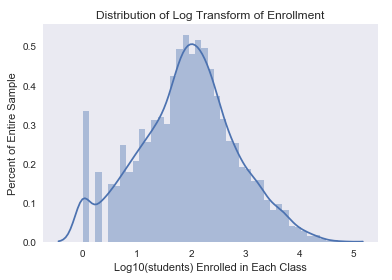 Distribution of Log Transform of Enrollment
Percent of Entire Sample
0.5
0.4
0.3
0.2
0.1
0.0
0 1 2 3 4 5
Log10(students) Enrolled in Each Class